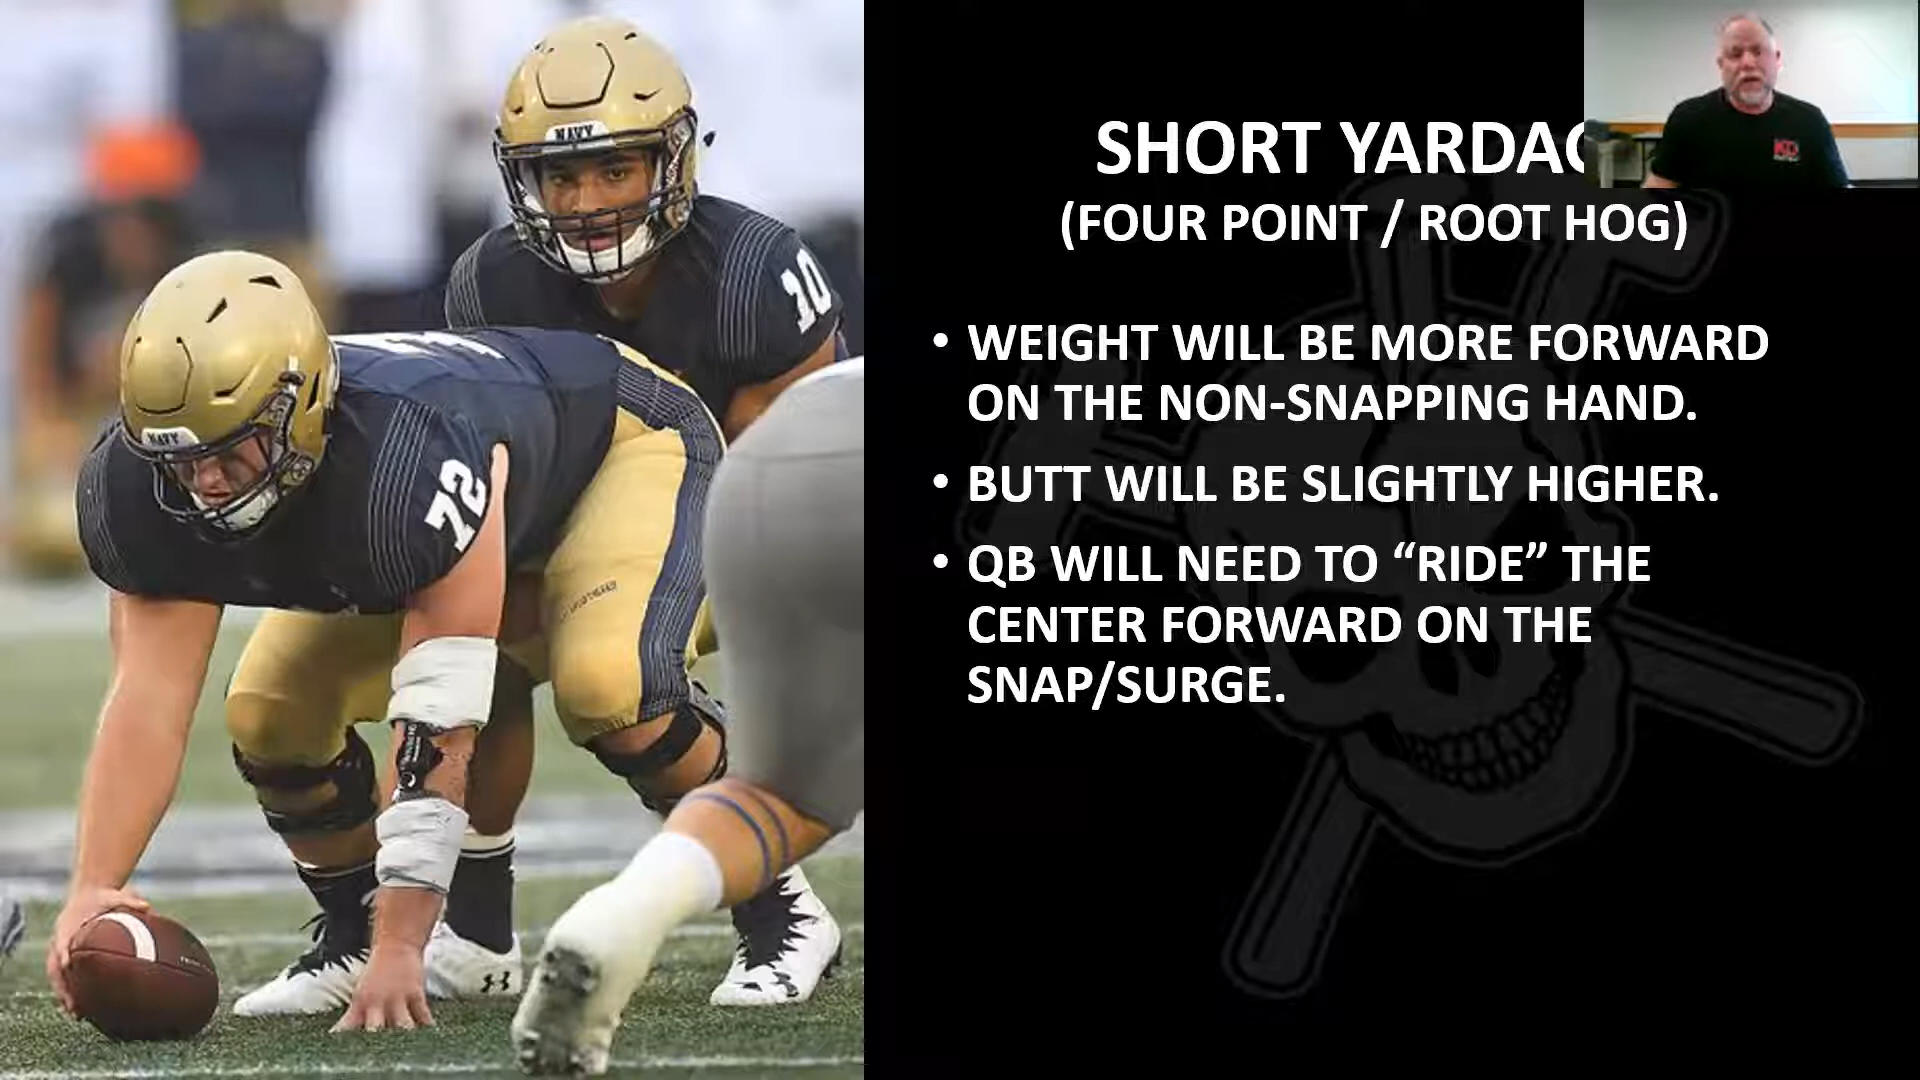 SHORT YARDAG
(FOUR POINT / ROOT HOG)
• WEIGHT WILL BE MORE FORWARD
ON THE NON-SNAPPING HAND.
• BUTT WILL BE SLIGHTLY HIGHER.
• QB WILL NEED TO “RIDE” THE
CENTER FORWARD ON THE
SNAP/SURGE.
NAVY
10
NAVY
72
KO